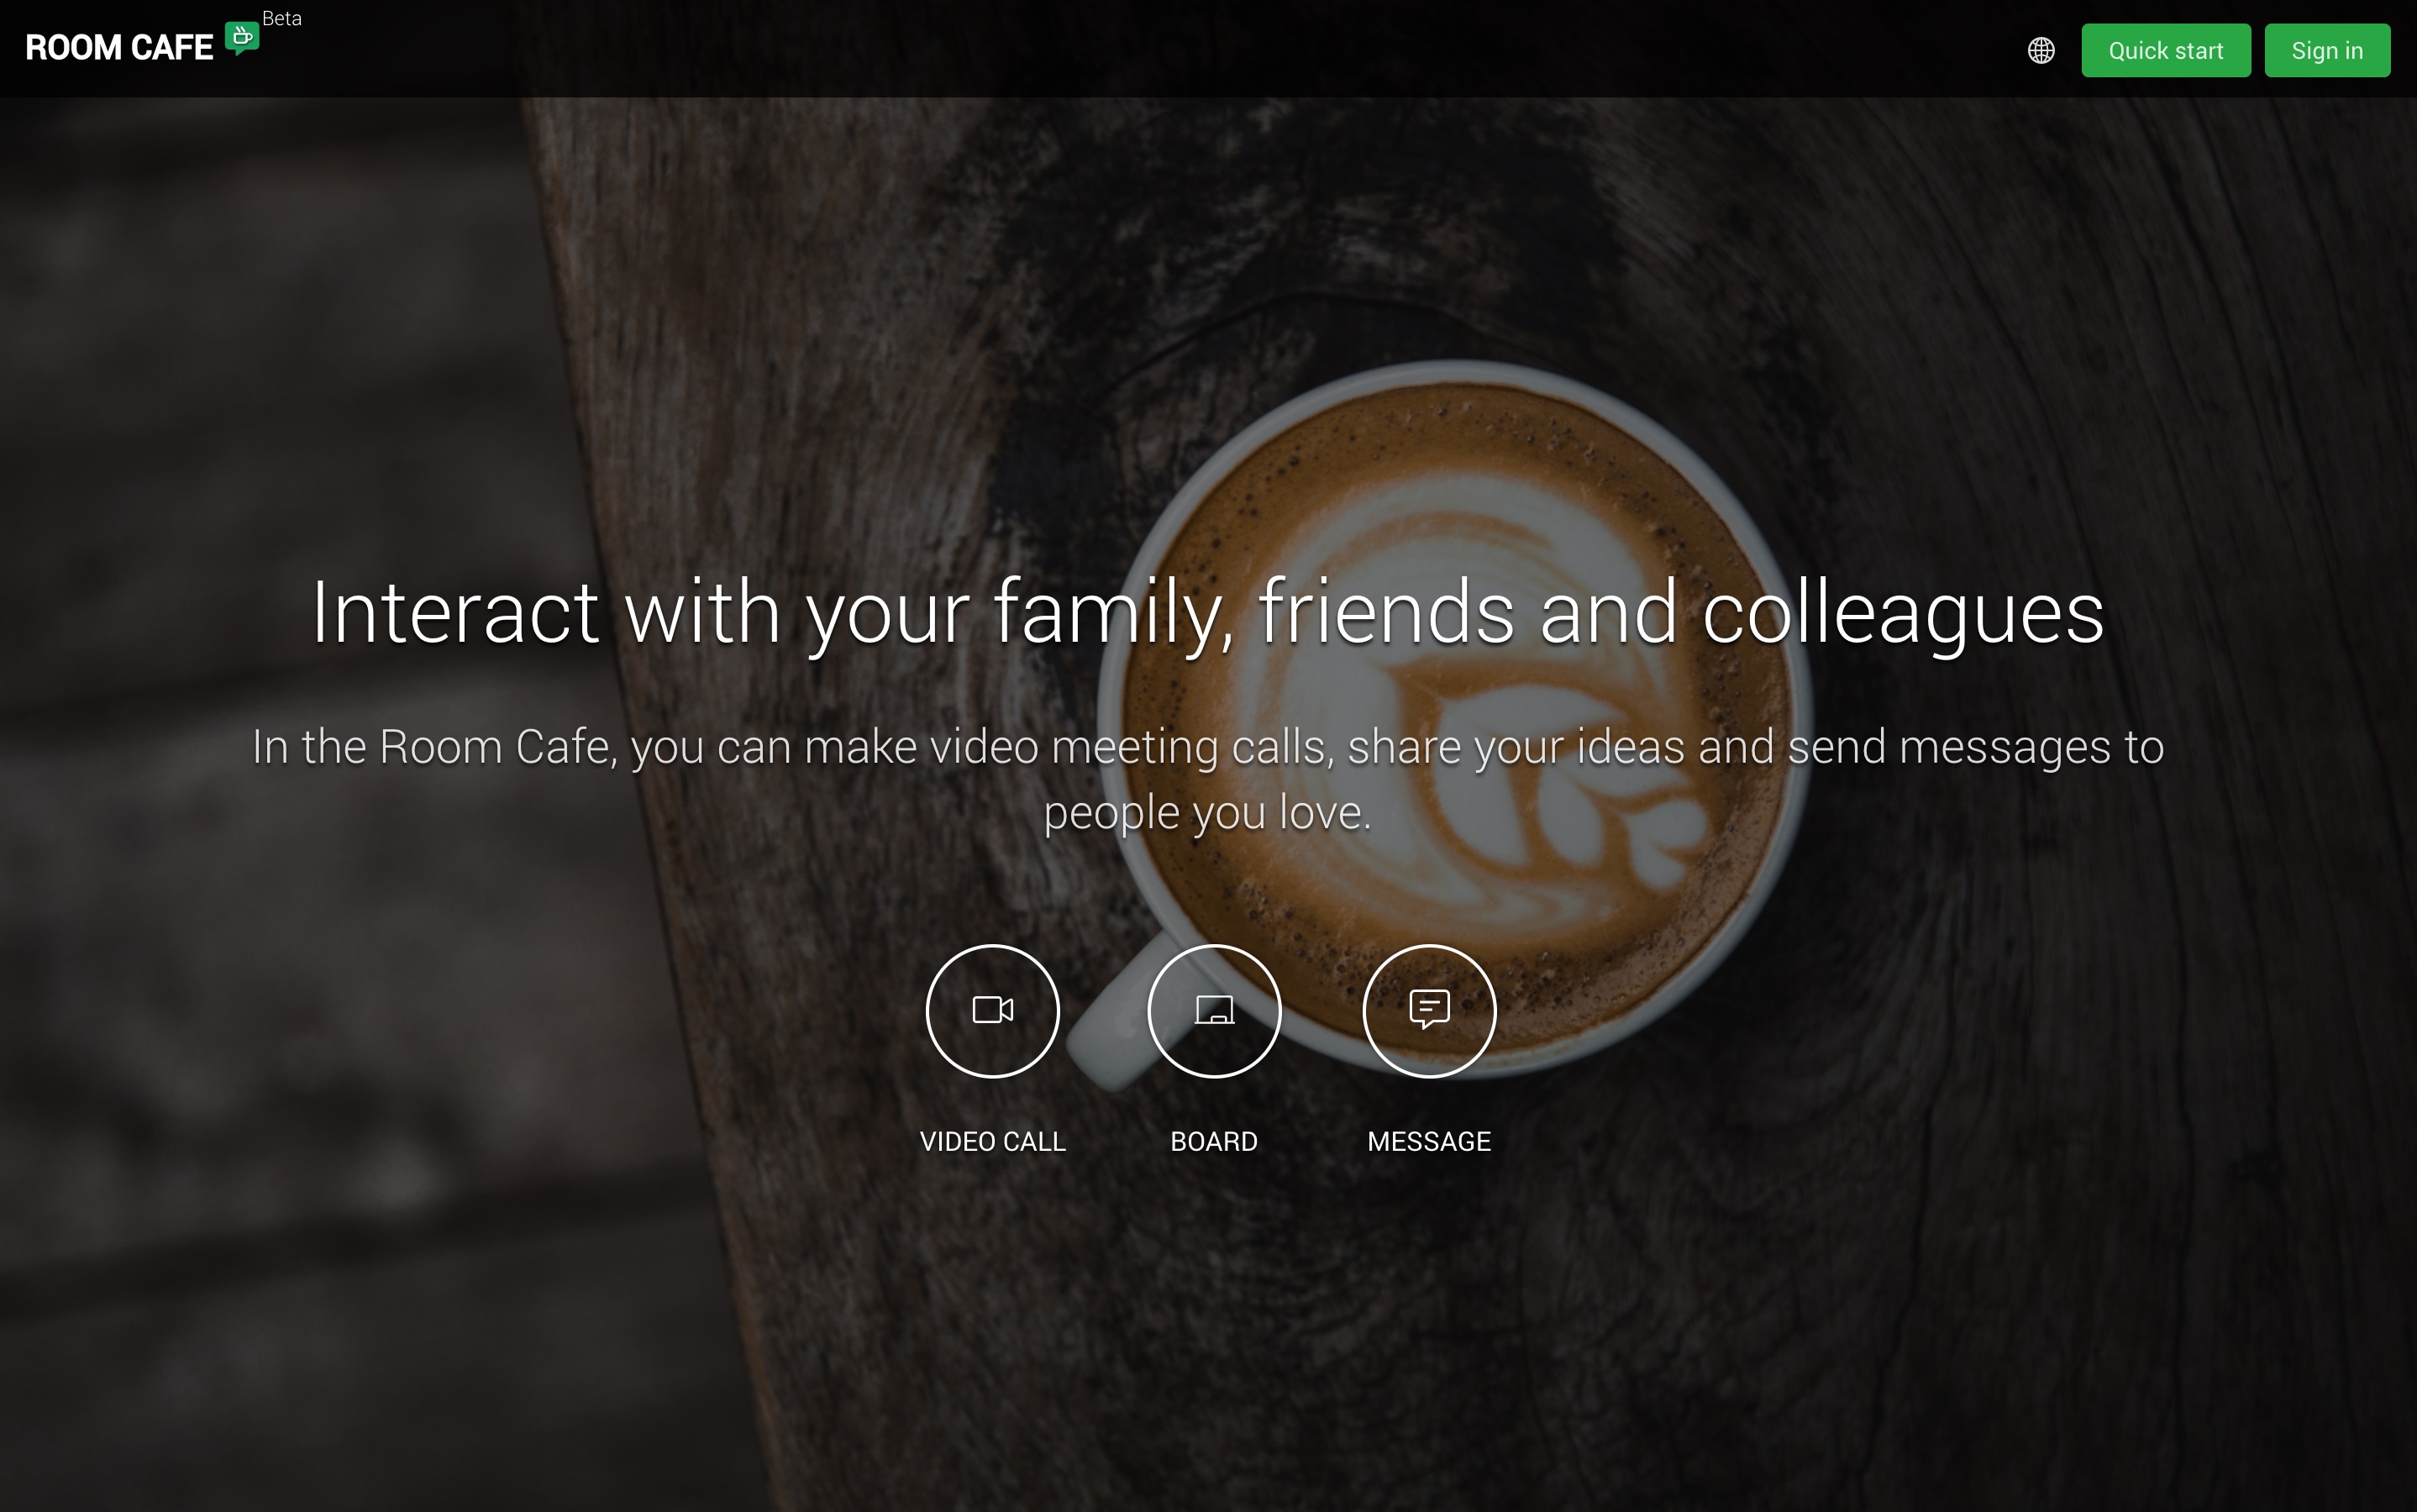 ROOM CAFE
Beta
Quick start
Sign in
Interact with your family, friends and colleagues
In the Room Cafe, you can make video meeting calls, share your ideas and send messages to
people you love.
VIDEO CALL
BOARD
MESSAGE